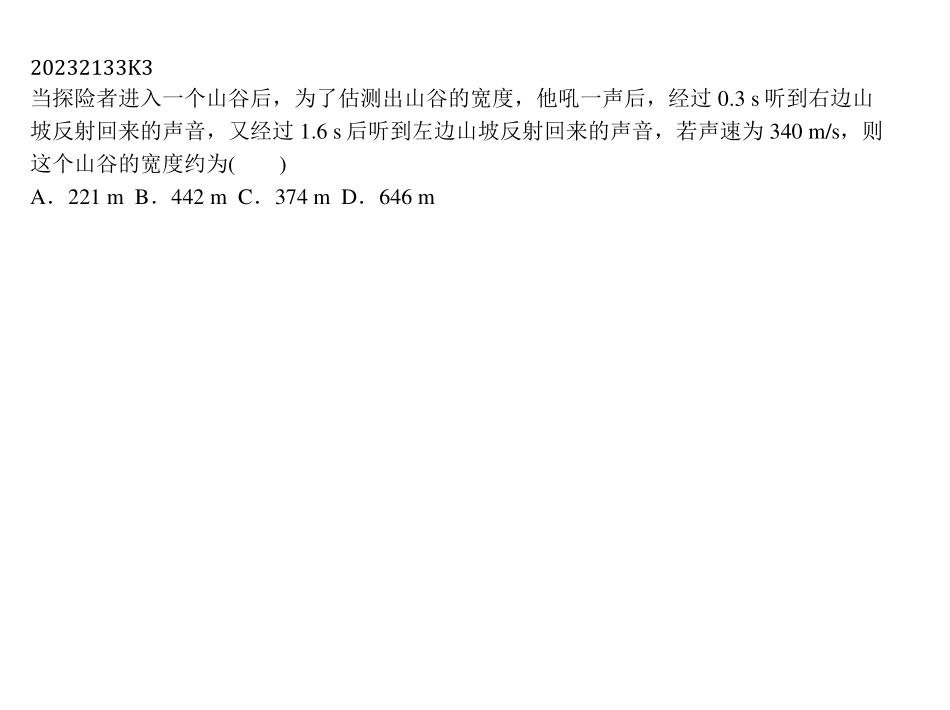 20232133K3
当探险者进入一个山谷后，为了估测出山谷的宽度，他吼一声后，经过 0.3 s 听到右边山
坡反射回来的声音，又经过 1.6 s 后听到左边山坡反射回来的声音，若声速为 340 m/s，则
这个山谷的宽度约为(　　)
A．221 m B．442 m C．374 m D．646 m